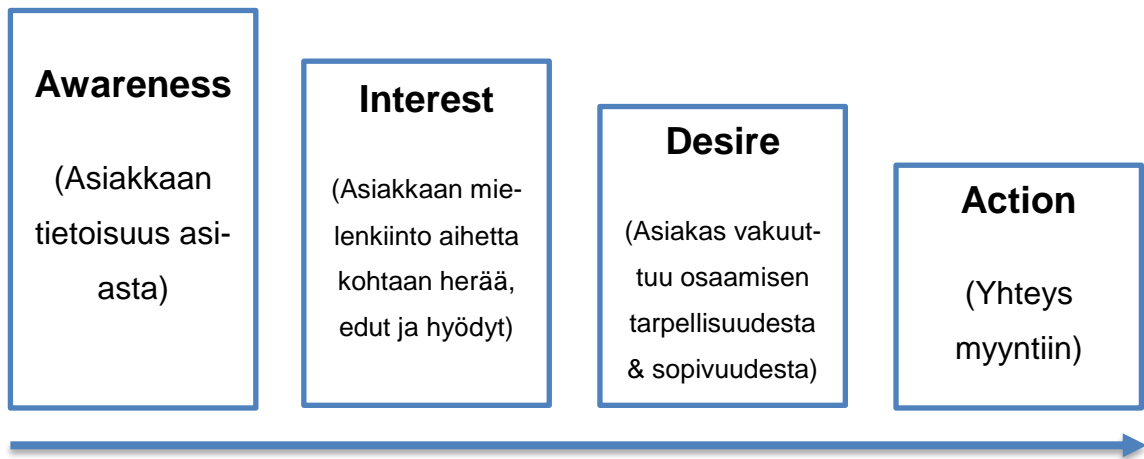 Awareness
(Asiakkaan
tietoisuus asi-
asta)
Interest
(Asiakkaan mie-
lenkiinto aihetta
kohtaan herää,
edut ja hyödyt)
Desire
(Asiakas vakuut-
tuu osaamisen
tarpellisuudesta
& sopivuudesta)
Action
(Yhteys
myyntiin)